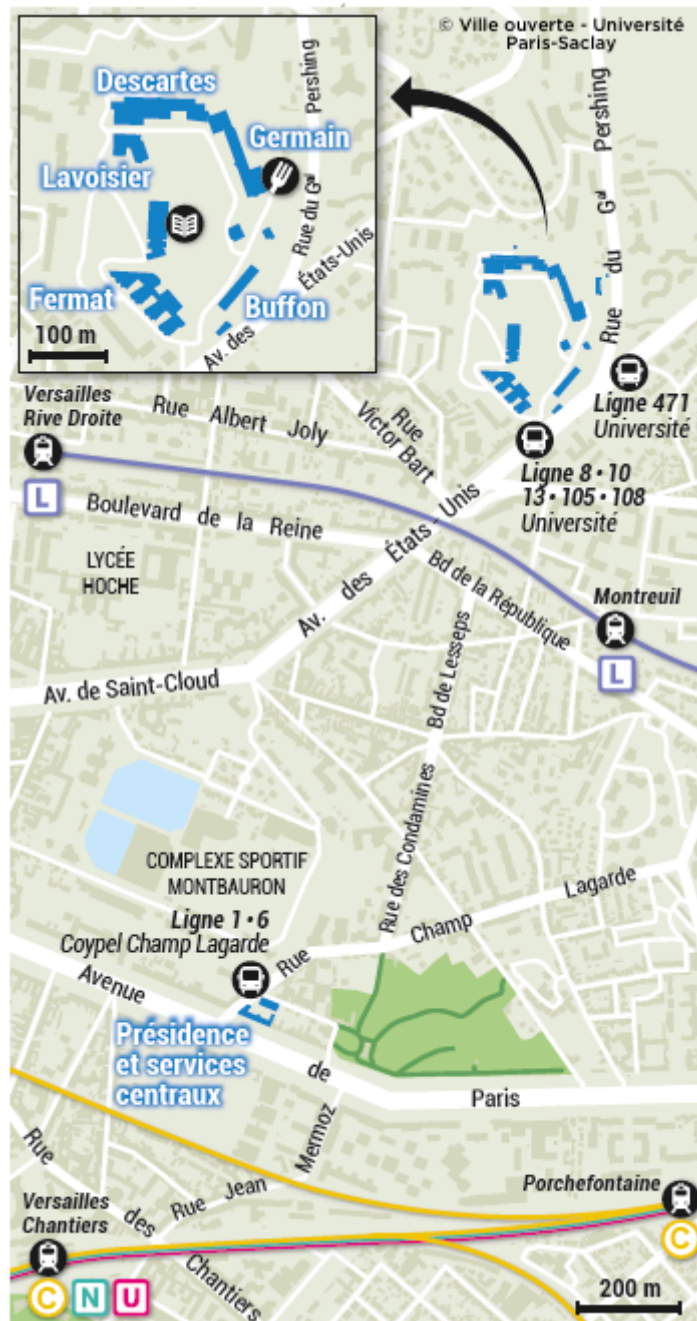 © Ville ouverte - Université
Paris-Saclay
Descartes
Germain
Lavoisier
Fermat
Buffon
Rue du Gal Pershing
Av. des États-Unis
100 m
Rue du Gal Pershing
Versailles
Rive Droite
L
Rue Albert Joly
Rue
Victor Bart
Ligne 471
Université
Ligne 8 • 10
13 • 105 • 108
Université
Boulevard de la Reine
LYCÉE
HOCHE
Av. des États - Unis
Bd de la République
Montreuil
L
Av. de Saint-Cloud
Bd de Lesseps
Rue des Condamines
COMPLEXE SPORTIF
MONTBAURON
Ligne 1 • 6
Coypel Champ Lagarde
Rue Champ Lagarde
Avenue de Paris
Présidence
et services
centraux
Rue Jean Mermoz
Rue des Chantiers
Versailles
Chantiers
C N U
Porchefontaine
C
200 m